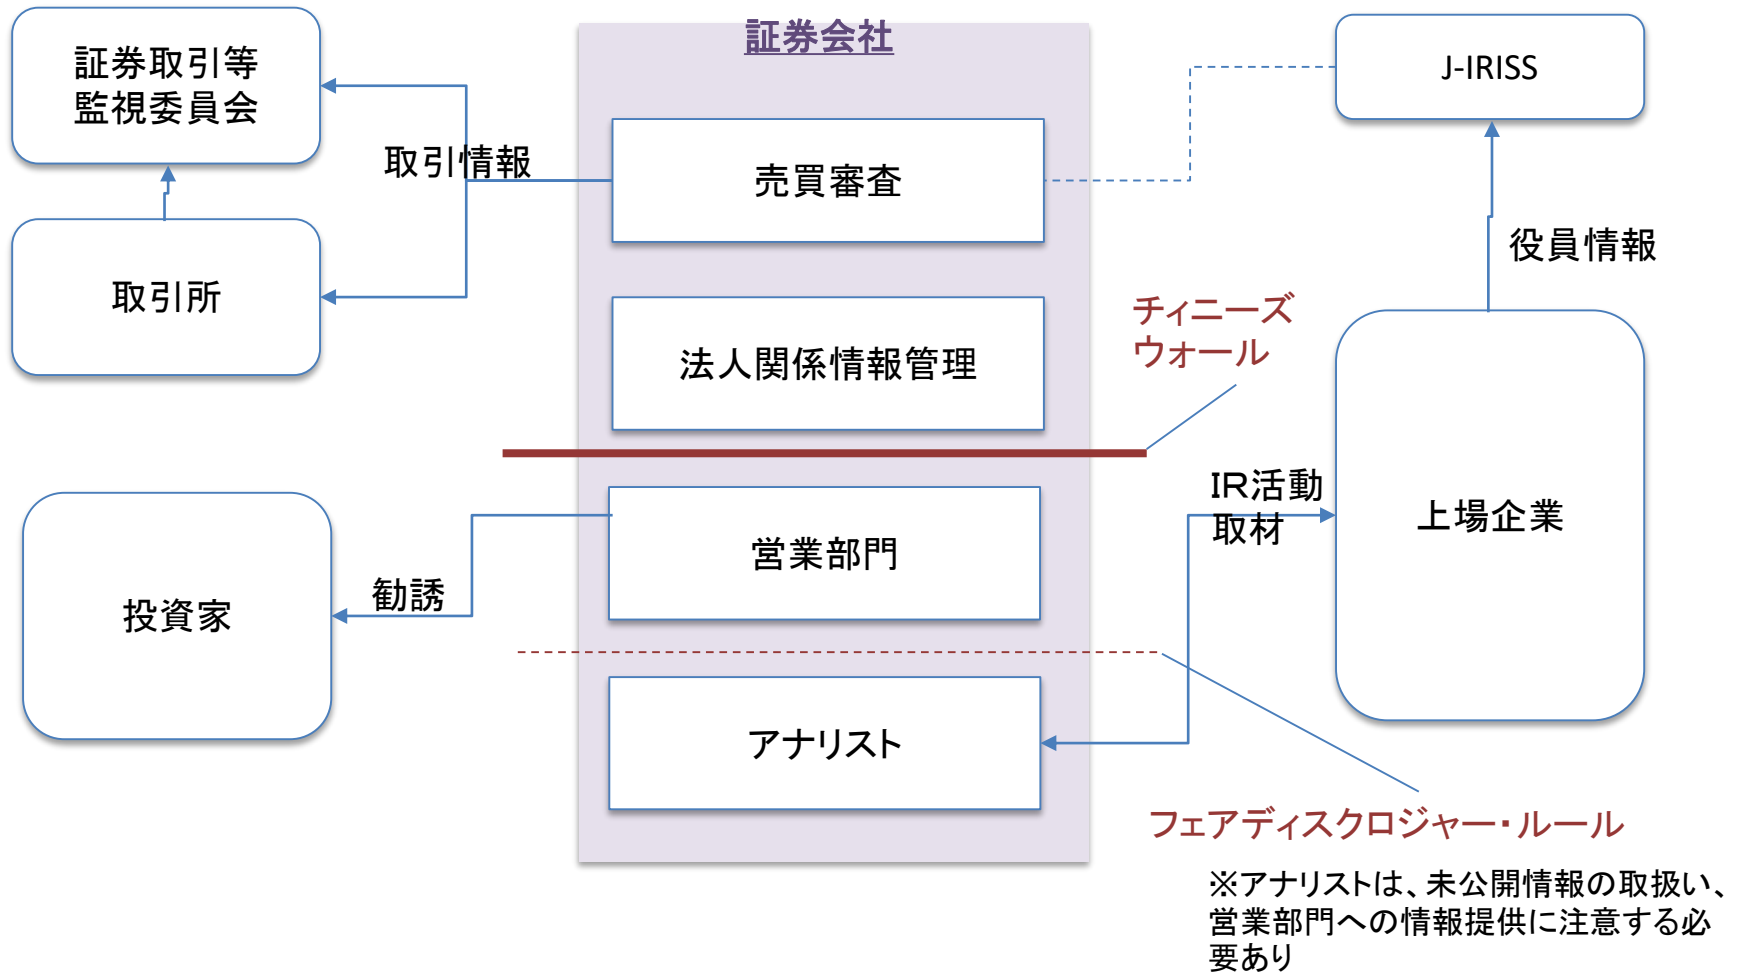 証券会社
証券取引等
監視委員会
J-IRISS
取引情報
売買審査
役員情報
取引所
チィニーズ
ウォール
法人関係情報管理
IR活動
取材
上場企業
営業部門
勧誘
投資家
アナリスト
フェアディスクロジャー・ルール
※アナリストは、未公開情報の取扱い、
営業部門への情報提供に注意する必
要あり